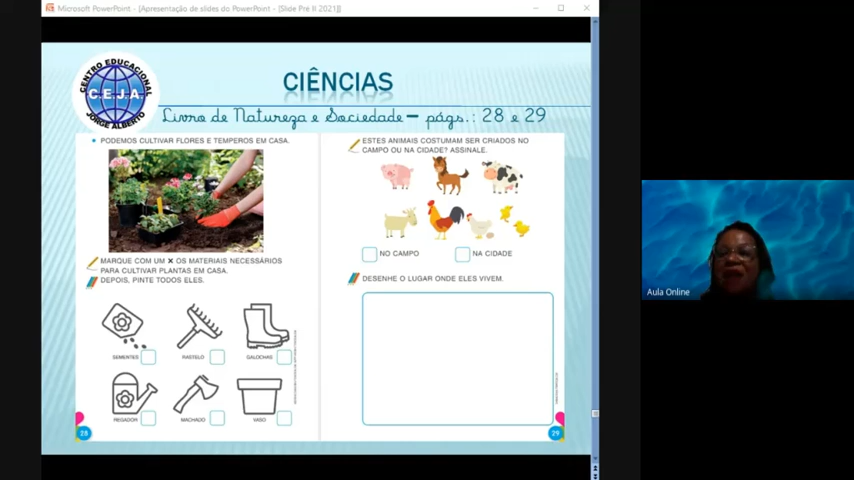 Microsoft PowerPoint - [Apresentação de slides do PowerPoint - [Slide Pré II 2021]]
CENTRO EDUCACIONAL
C.E.J.A.
JORGE ALBERTO
CIÊNCIAS
Livro de Natureza e Sociedade – págs.: 28 e 29
PODEMOS CULTIVAR FLORES E TEMPEROS EM CASA.
MARQUE COM UM X OS MATERIAIS NECESSÁRIOS
PARA CULTIVAR PLANTAS EM CASA.
DEPOIS, PINTE TODOS ELES.
SEMENTES
RASTELO
GALOCHAS
REGADOR
MACHADO
VASO
28
ESTES ANIMAIS COSTUMAM SER CRIADOS NO
CAMPO OU NA CIDADE? ASSINALE.
NO CAMPO
NA CIDADE
DESENHE O LUGAR ONDE ELES VIVEM.
29
Aula Online